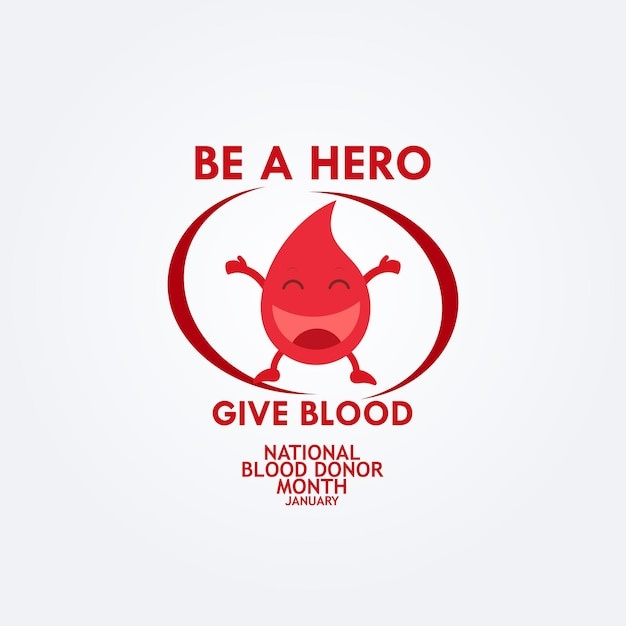 BE A HERO
GIVE BLOOD
NATIONAL
BLOOD DONOR
MONTH
JANUARY